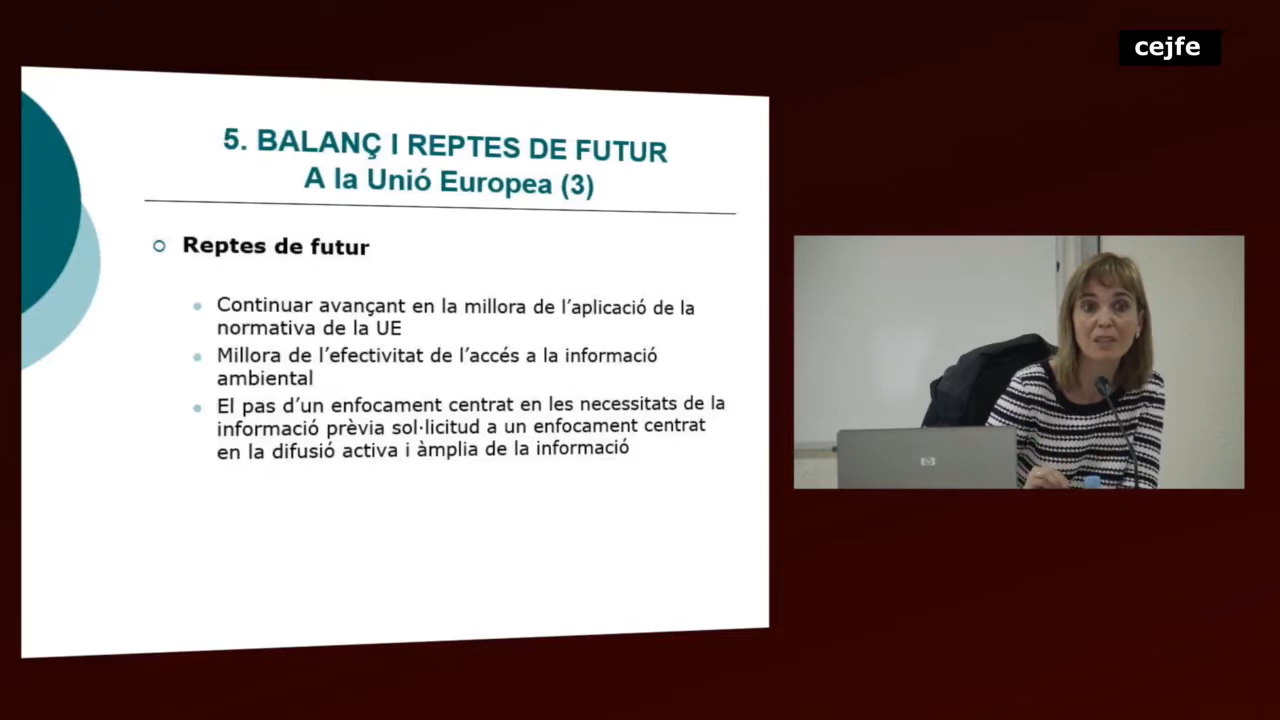 cejfe
5. BALANÇ I REPTES DE FUTUR
A la Unió Europea (3)
Reptes de futur
Continuar avançant en la millora de l’aplicació de la
normativa de la UE
Millora de l’efectivitat de l’accés a la informació
ambiental
El pas d’un enfocament centrat en les necessitats de la
informació prèvia sol·licitud a un enfocament centrat
en la difusió activa i àmplia de la informació
hp